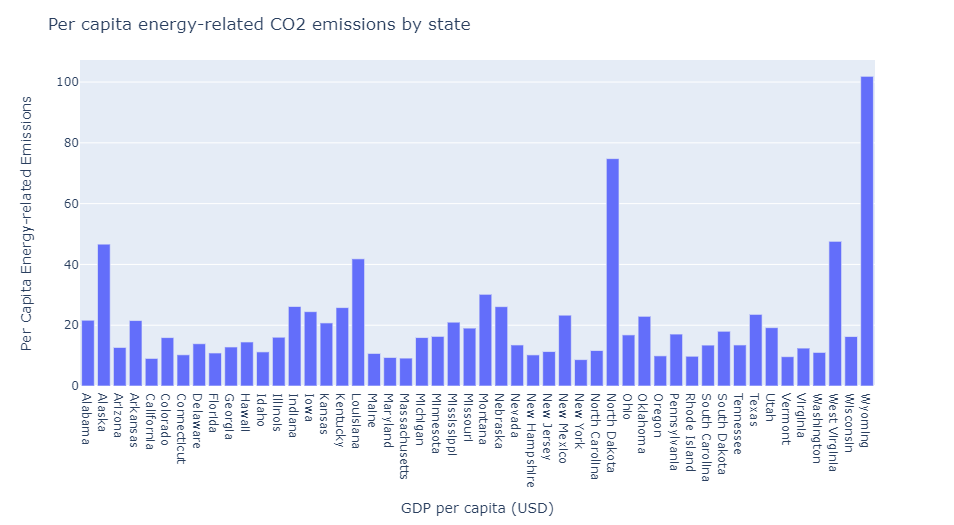 Per capita energy-related CO2 emissions by state
Per Capita Energy-related Emissions
100
80
60
40
20
0
Alabama
Alaska
Arizona
Arkansas
California
Colorado
Connecticut
Delaware
Florida
Georgia
Hawaii
Idaho
Illinois
Indiana
Iowa
Kansas
Kentucky
Louisiana
Maine
Maryland
Massachusetts
Michigan
Minnesota
Mississippi
Missouri
Montana
Nebraska
Nevada
New Hampshire
New Jersey
New Mexico
New York
North Carolina
North Dakota
Ohio
Oklahoma
Oregon
Pennsylvania
Rhode Island
South Carolina
South Dakota
Tennessee
Texas
Utah
Vermont
Virginia
Washington
West Virginia
Wisconsin
Wyoming
GDP per capita (USD)